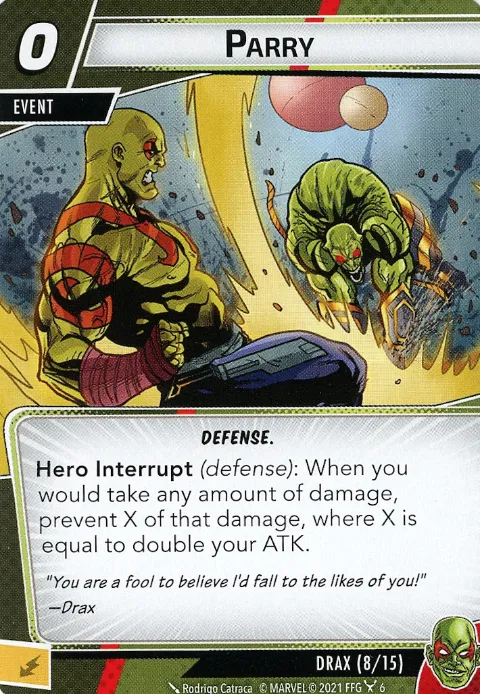 0
PARRY
EVENT
DEFENSE.
Hero Interrupt (defense): When you
would take any amount of damage,
prevent X of that damage, where X is
equal to double your ATK.
"You are a fool to believe I'd fall to the likes of you!"
—Drax
DRAX (8/15)
Rodrigo Catraca © MARVEL © 2021 FFG 6